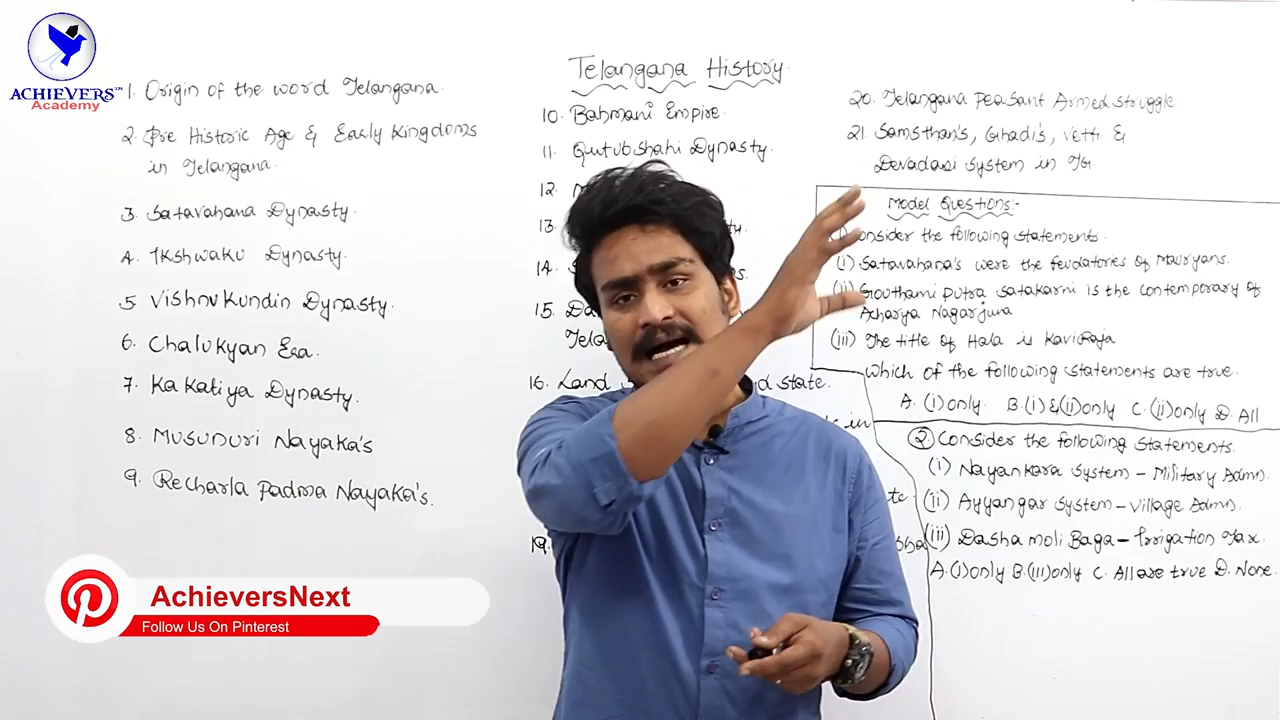 ACHIEVERS™
Academy
Telangana History
1. Origin of the word Telangana.
2. Pre Historic Age & Early Kingdoms
in Telangana.
3. Satavahana Dynasty.
4. Ikshwaku Dynasty.
5 Vishnukundin Dynasty.
6. Chalukyan Era.
7. Kakatiya Dynasty.
8. Musunuri Nayaka's
9. Recharla Padma Nayaka's.
10. Bahmani Empire.
11. Qutubshahi Dynasty.
12
13.
14
15.
16. Land state.
in
19.
20. Telangana Peasant Armed struggle.
21. Samsthan's, Ghadi's, Vetti &
Devadasi System in TG
Model Questions:-
Consider the following statements.
(i) Satavahana's were the feudatories of Mauryans.
(ii) Gouthami putra Satakarni is the contemporary of
Acharya Nagarjuna
(iii) The title of Hala is KaviRaja
Which of the following statements are true.
A. (i) only. B. (i) & (ii) only C. (ii) only D. All
2 Consider the following statements.
(i) Nayankara system - Military Admn.
(ii) Ayyangar system - Village Admn.
(iii) Dasha moli Baga - Irrigation Tax.
A. (i) only B. (iii) only C. All are true D. None.
AchieversNext
Follow Us On Pinterest